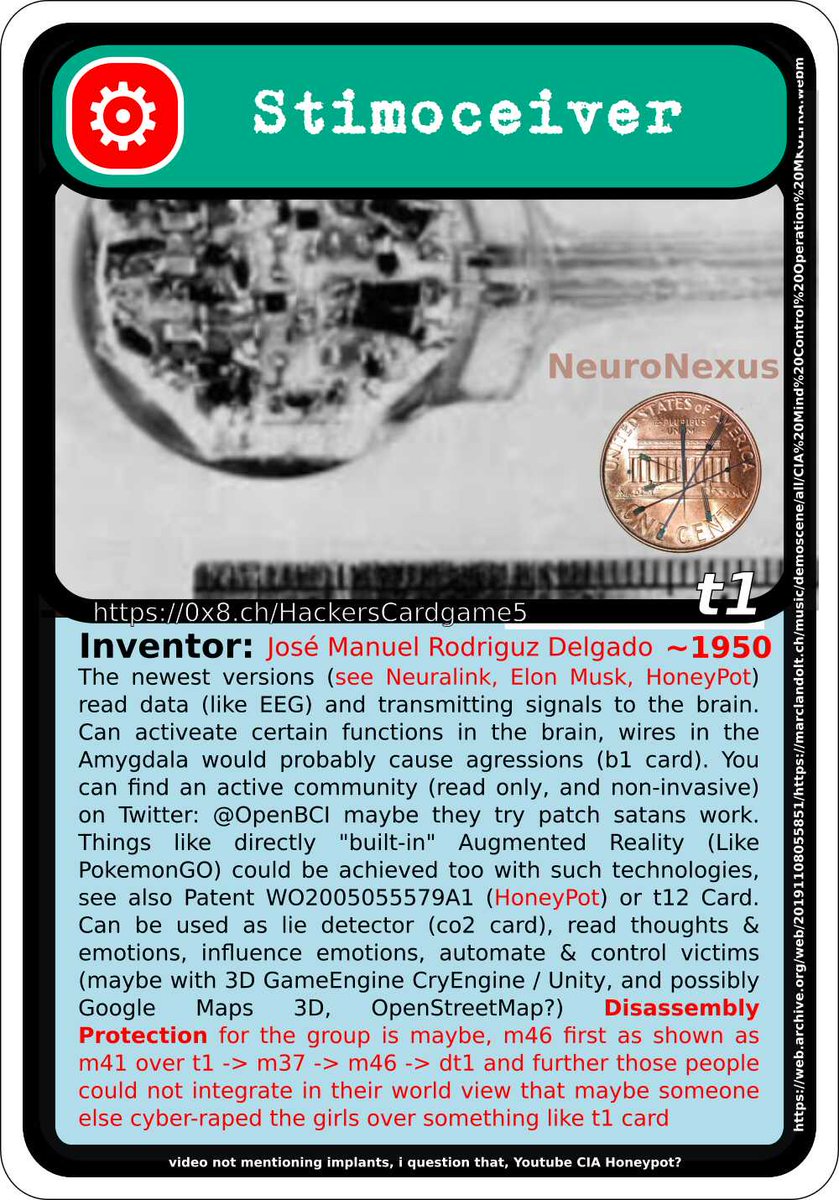 Stimoceiver
NeuroNexus
UNITED STATES of AMERICA
E·PLURIBUS
UNUM
ONE CENT
t1
https://0x8.ch/HackersCardgame5
Inventor: José Manuel Rodriguz Delgado ~1950
The newest versions (see Neuralink, Elon Musk, HoneyPot)
read data (like EEG) and transmitting signals to the brain.
Can activeate certain functions in the brain, wires in the
Amygdala would probably cause agressions (b1 card). You
can find an active community (read only, and non-invasive)
on Twitter: @OpenBCI maybe they try patch satans work.
Things like directly "built-in" Augmented Reality (Like
PokemonGO) could be achieved too with such technologies,
see also Patent WO2005055579A1 (HoneyPot) or t12 Card.
Can be used as lie detector (co2 card), read thoughts &
emotions, influence emotions, automate & control victims
(maybe with 3D GameEngine CryEngine / Unity, and possibly
Google Maps 3D, OpenStreetMap?) Disassembly
Protection for the group is maybe, m46 first as shown as
m41 over t1 -> m37 -> m46 -> dt1 and further those people
could not integrate in their world view that maybe someone
else cyber-raped the girls over something like t1 card
video not mentioning implants, i question that, Youtube CIA Honeypot?
https://web.archive.org/web/20191108055851/https://marclandolt.ch/music/demoscene/all/CIA%20Mind%20Control%20Operation%20MKULTRA.webm